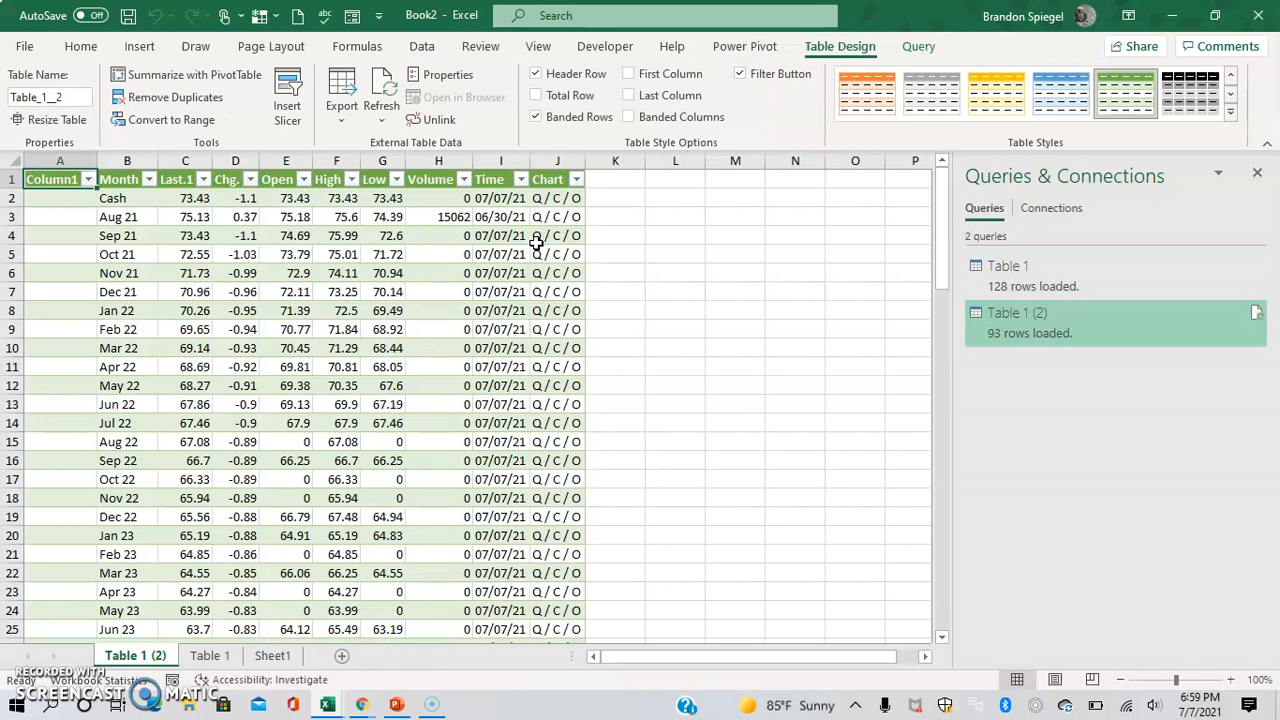 AutoSave Off Book2 - Excel Search Brandon Spiegel
File Home Insert Draw Page Layout Formulas Data Review View Developer Help Power Pivot Table Design Query Share Comments
Table Name: Summarize with PivotTable Properties Header Row First Column Filter Button
Table_1__2 Remove Duplicates Open in Browser Total Row Last Column
Resize Table Convert to Range Insert Slicer Export Refresh Unlink Banded Rows Banded Columns
Properties Tools External Table Data Table Style Options Table Styles
A B C D E F G H I J K L M N O P
1 Column1 Month Last.1 Chg. Open High Low Volume Time Chart
2 Cash 73.43 -1.1 73.43 73.43 73.43 0 07/07/21 Q / C / O
3 Aug 21 75.13 0.37 75.18 75.6 74.39 15062 06/30/21 Q / C / O
4 Sep 21 73.43 -1.1 74.69 75.99 72.6 0 07/07/21 Q / C / O
5 Oct 21 72.55 -1.03 73.79 75.01 71.72 0 07/07/21 Q / C / O
6 Nov 21 71.73 -0.99 72.9 74.11 70.94 0 07/07/21 Q / C / O
7 Dec 21 70.96 -0.96 72.11 73.25 70.14 0 07/07/21 Q / C / O
8 Jan 22 70.26 -0.95 71.39 72.5 69.49 0 07/07/21 Q / C / O
9 Feb 22 69.65 -0.94 70.77 71.84 68.92 0 07/07/21 Q / C / O
10 Mar 22 69.14 -0.93 70.45 71.29 68.44 0 07/07/21 Q / C / O
11 Apr 22 68.69 -0.92 69.81 70.81 68.05 0 07/07/21 Q / C / O
12 May 22 68.27 -0.91 69.38 70.35 67.6 0 07/07/21 Q / C / O
13 Jun 22 67.86 -0.9 69.13 69.9 67.19 0 07/07/21 Q / C / O
14 Jul 22 67.46 -0.9 67.9 67.9 67.46 0 07/07/21 Q / C / O
15 Aug 22 67.08 -0.89 0 67.08 0 0 07/07/21 Q / C / O
16 Sep 22 66.7 -0.89 66.25 66.7 66.25 0 07/07/21 Q / C / O
17 Oct 22 66.33 -0.89 0 66.33 0 0 07/07/21 Q / C / O
18 Nov 22 65.94 -0.89 0 65.94 0 0 07/07/21 Q / C / O
19 Dec 22 65.56 -0.88 66.79 67.48 64.94 0 07/07/21 Q / C / O
20 Jan 23 65.19 -0.88 64.91 65.19 64.83 0 07/07/21 Q / C / O
21 Feb 23 64.85 -0.86 0 64.85 0 0 07/07/21 Q / C / O
22 Mar 23 64.55 -0.85 66.06 66.25 64.55 0 07/07/21 Q / C / O
23 Apr 23 64.27 -0.84 0 64.27 0 0 07/07/21 Q / C / O
24 May 23 63.99 -0.83 0 63.99 0 0 07/07/21 Q / C / O
25 Jun 23 63.7 -0.83 64.12 65.49 63.19 0 07/07/21 Q / C / O
Queries & Connections
Queries Connections
2 queries
Table 1
128 rows loaded.
Table 1 (2)
93 rows loaded.
Table 1 (2) Table 1 Sheet1
Ready Workbook Statistics Accessibility: Investigate 100%
RECORDED WITH
SCREENCAST MATIC
85°F Sunny 6:59 PM
7/7/2021